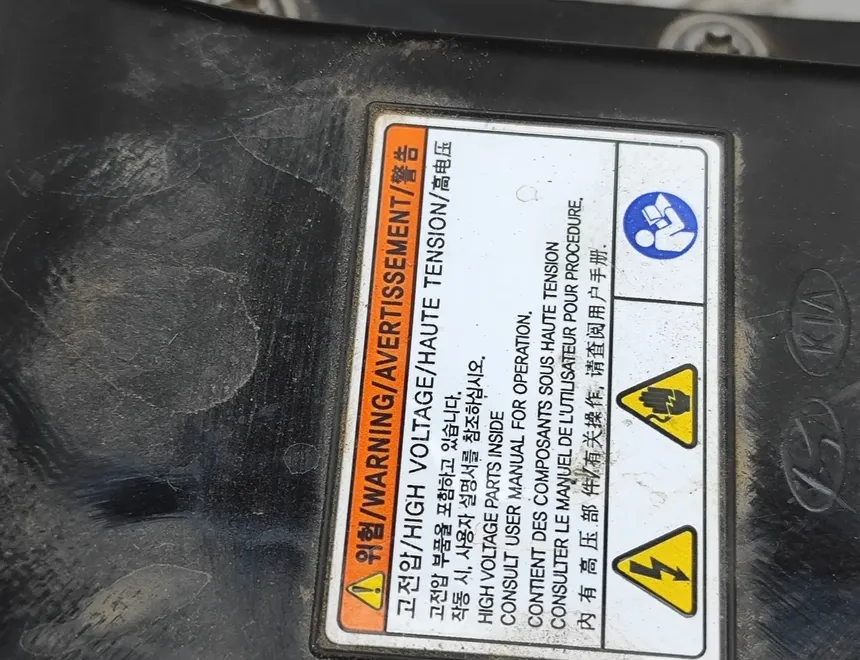 위험/WARNING/AVERTISSEMENT/警告
고전압/HIGH VOLTAGE/HAUTE TENSION/高电压
고전압 부품을 포함하고 있습니다.
작동 시, 사용자 설명서를 참조하십시오.
HIGH VOLTAGE PARTS INSIDE
CONSULT USER MANUAL FOR OPERATION.
CONTIENT DES COMPOSANTS SOUS HAUTE TENSION
CONSULTER LE MANUEL DE L'UTILISATEUR POUR PROCEDURE.
内有高压部件/有关操作, 请查阅用户手册.
KIA